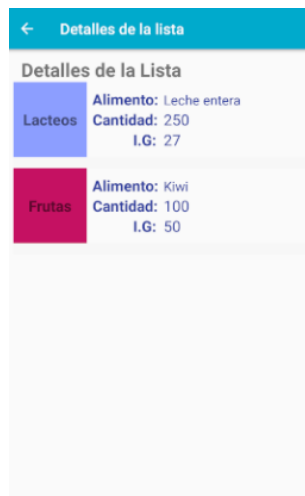 Detalles de la lista
Detalles de la Lista
Lacteos
Alimento: Leche entera
Cantidad: 250
I.G: 27
Frutas
Alimento: Kiwi
Cantidad: 100
I.G: 50